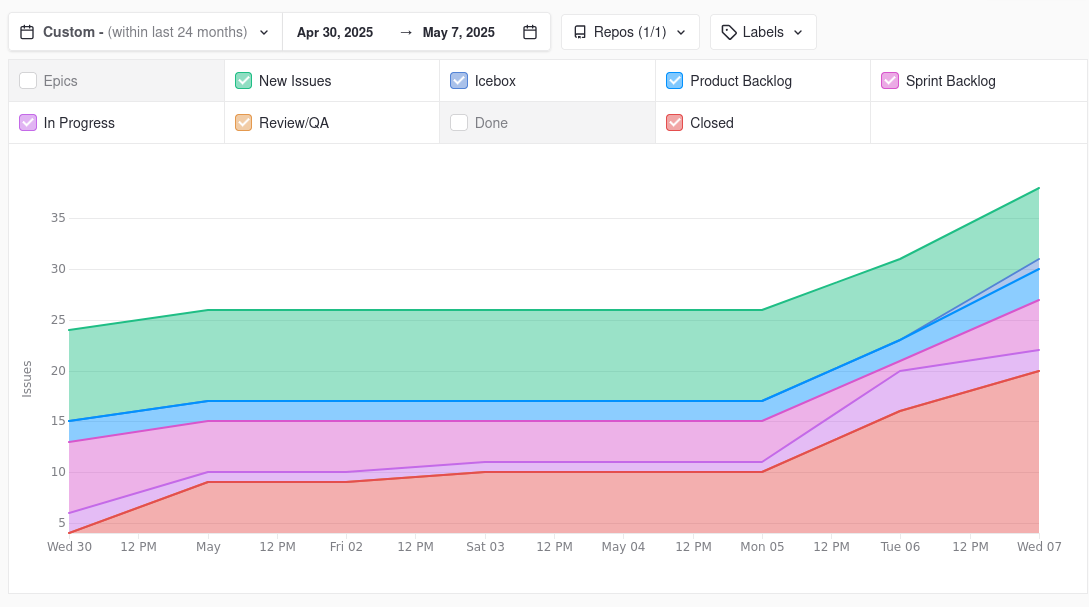 Custom - (within last 24 months) Apr 30, 2025 → May 7, 2025 Repos (1/1) Labels
Epics New Issues Icebox Product Backlog Sprint Backlog
In Progress Review/QA Done Closed
35
30
25
20
15
10
5
Issues
Wed 30 12 PM May 12 PM Fri 02 12 PM Sat 03 12 PM May 04 12 PM Mon 05 12 PM Tue 06 12 PM Wed 07